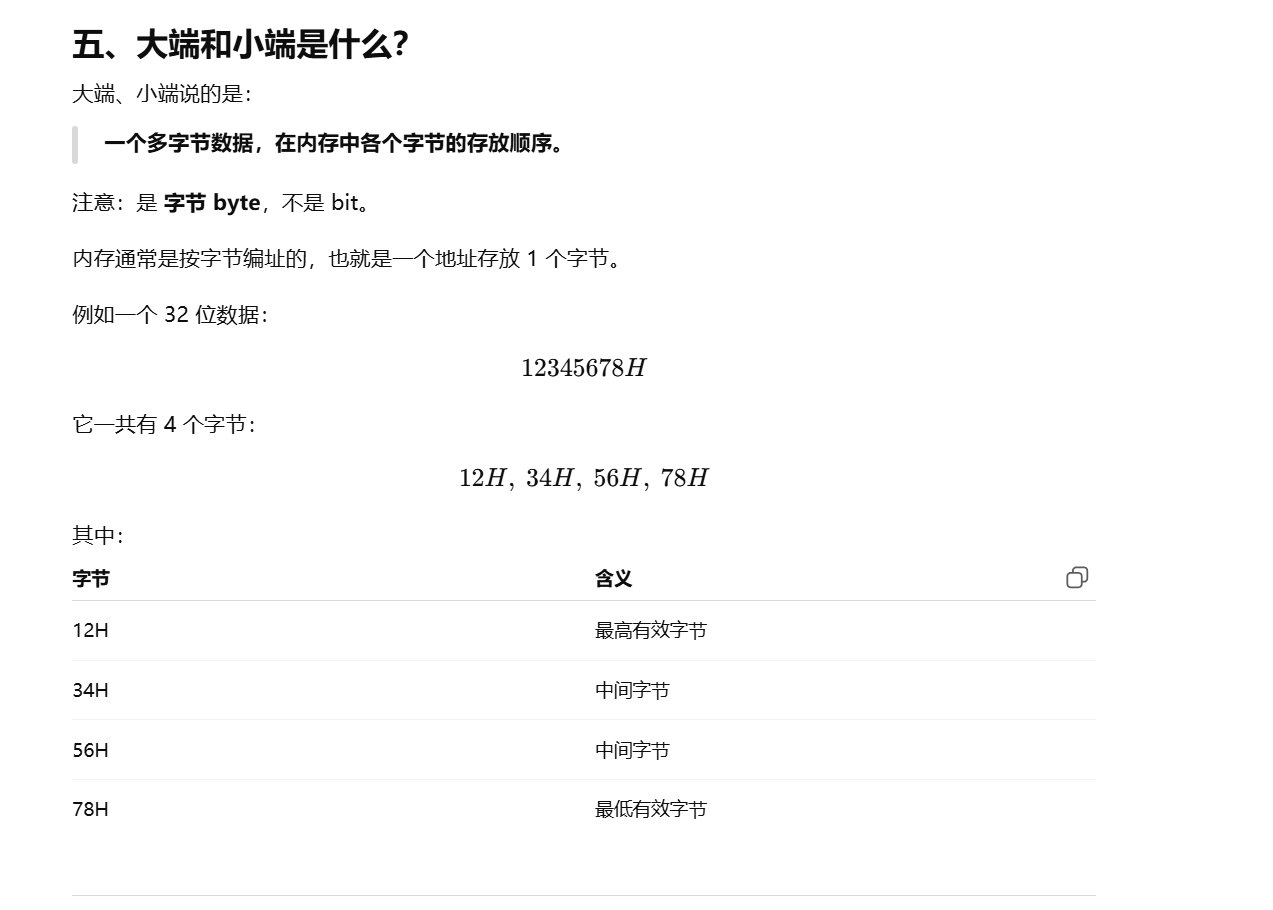 五、大端和小端是什么？
大端、小端说的是：
一个多字节数据，在内存中各个字节的存放顺序。
注意：是 字节 byte，不是 bit。
内存通常是按字节编址的，也就是一个地址存放 1 个字节。
例如一个 32 位数据：
12345678H
它一共有 4 个字节：
12H, 34H, 56H, 78H
其中：
字节 含义
12H 最高有效字节
34H 中间字节
56H 中间字节
78H 最低有效字节